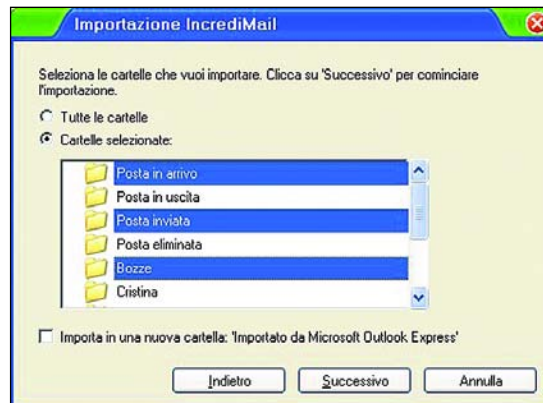 Importazione IncrediMail
Seleziona le cartelle che vuoi importare. Clicca su 'Successivo' per cominciare
l'importazione.
Tutte le cartelle
Cartelle selezionate:
Posta in arrivo
Posta in uscita
Posta inviata
Posta eliminata
Bozze
Cristina
Importa in una nuova cartella: 'Importato da Microsoft Outlook Express'
Indietro
Successivo
Annulla